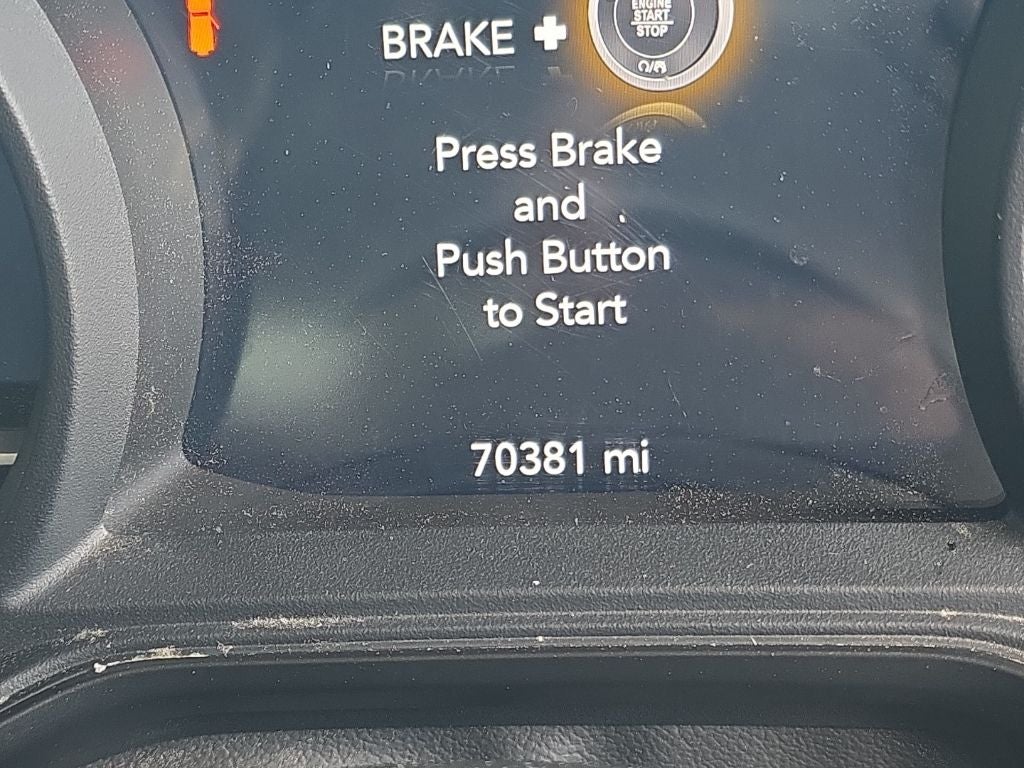 ENGINE
START
STOP
BRAKE +
Press Brake
and
Push Button
to Start
70381 mi